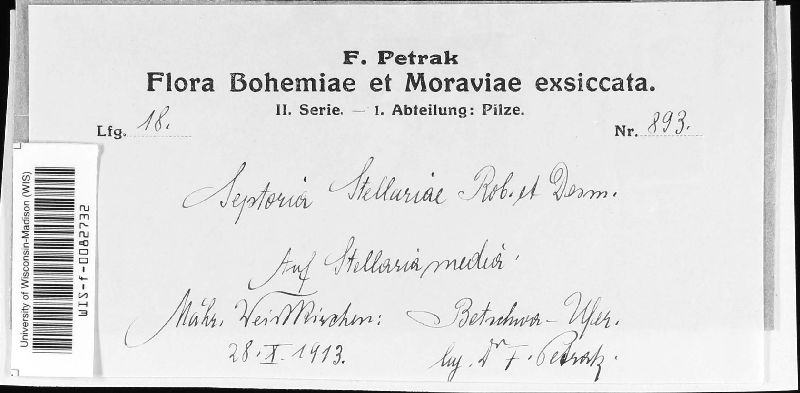 F. Petrak
Flora Bohemiae et Moraviae exsiccata.
II. Serie. — 1. Abteilung: Pilze.
Lfg. 18. Nr. 893.
Septoria Stellariae Rob. et Desm.
Auf Stellaria media.
Mähr. Weisskirchen: Betschwa-Ufer.
28. X. 1913. leg. Dr F. Petrak.
University of Wisconsin-Madison (WIS)
WIS-f-0082732